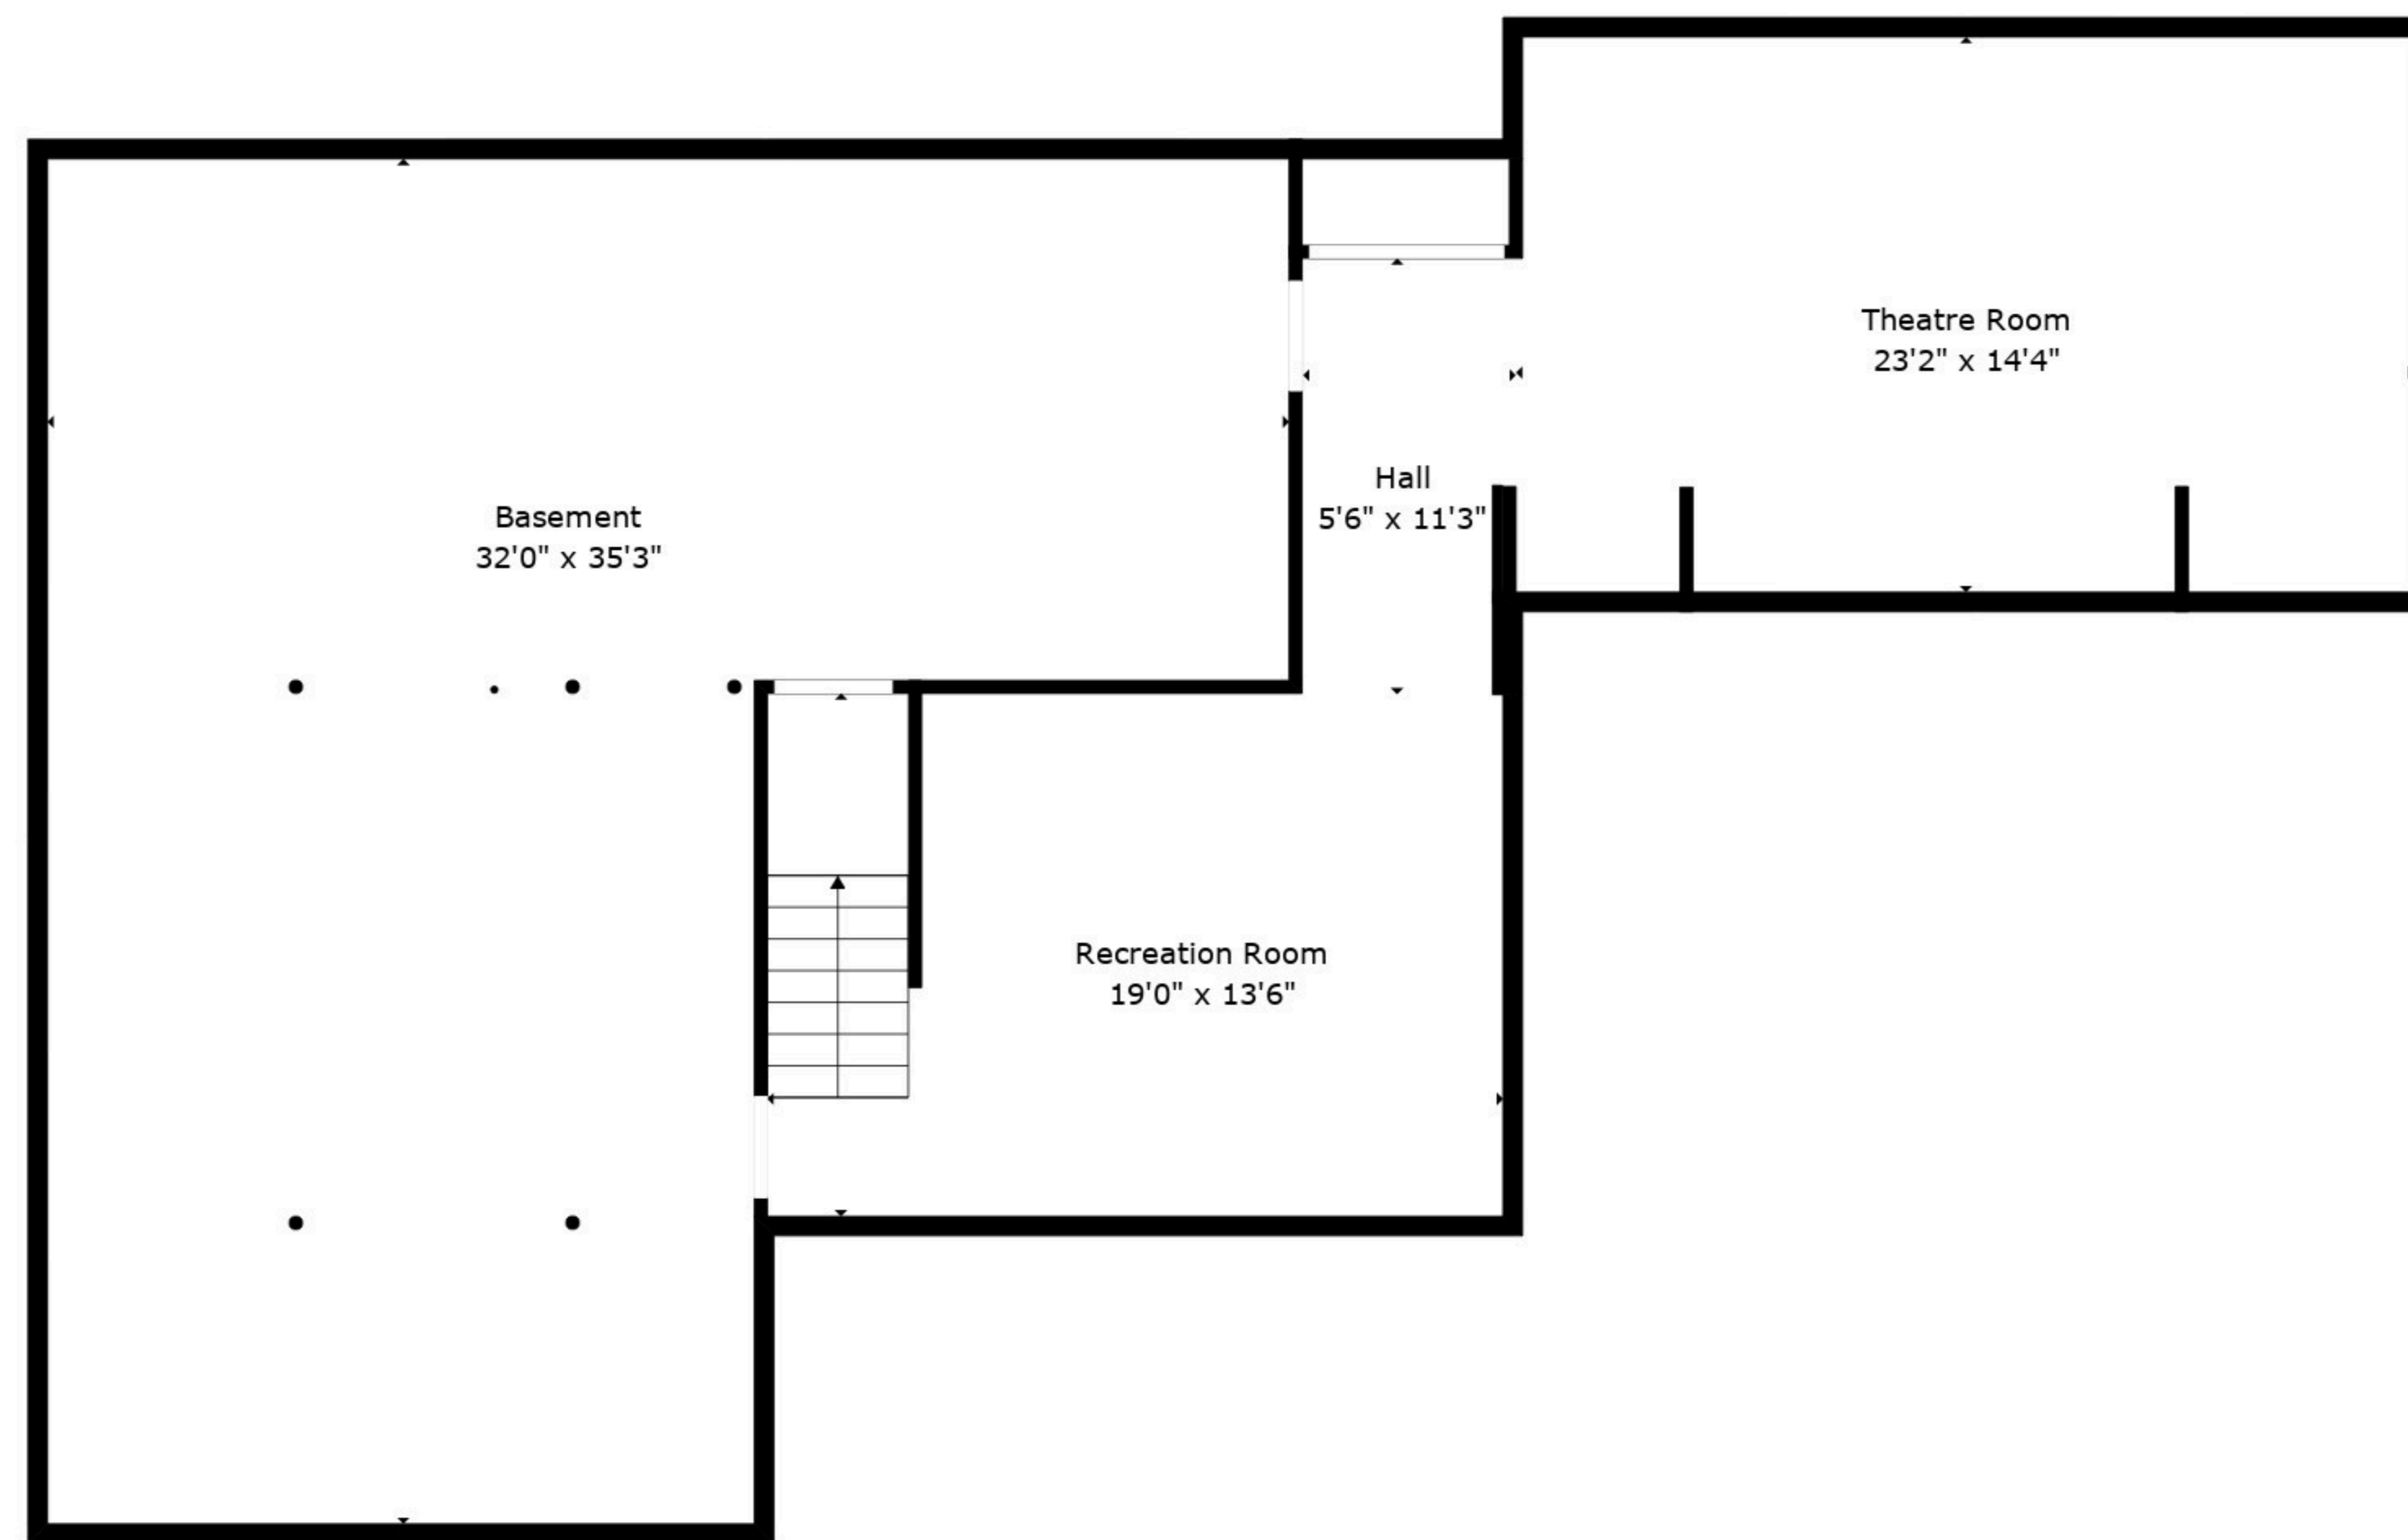 Theatre Room
23'2" x 14'4"
Hall
5'6" x 11'3"
Basement
32'0" x 35'3"
Recreation Room
19'0" x 13'6"